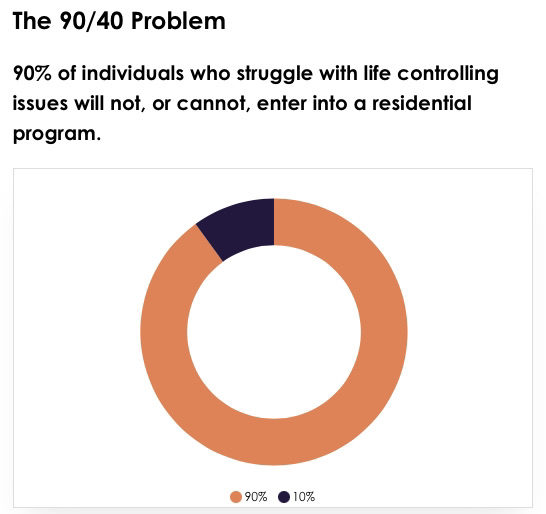 The 90/40 Problem
90% of individuals who struggle with life controlling
issues will not, or cannot, enter into a residential
program.
90% 10%